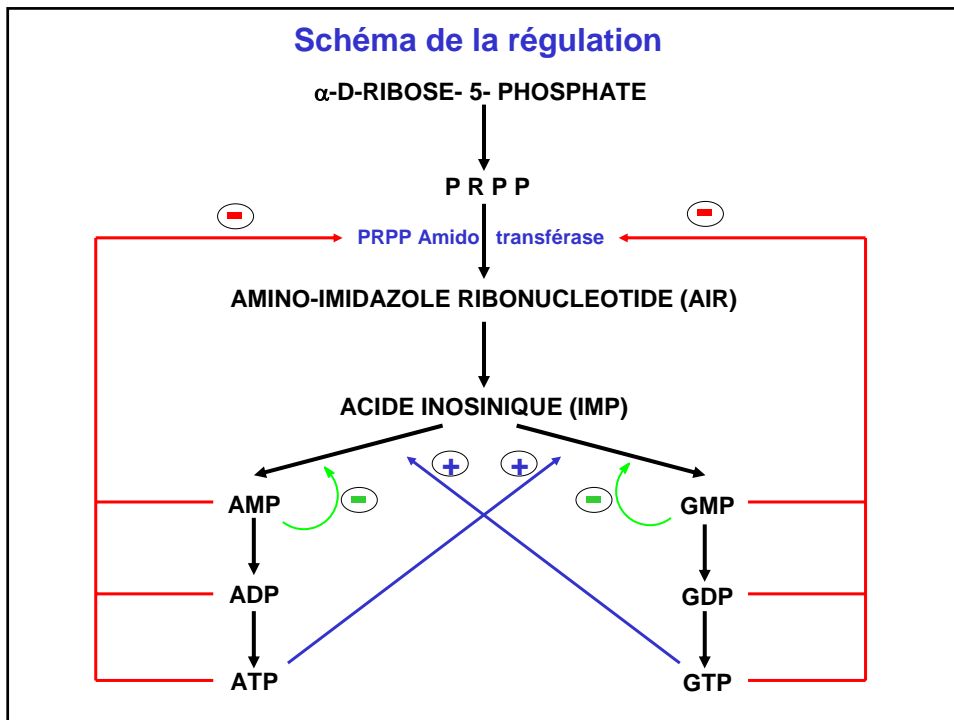 Schéma de la régulation
α-D-RIBOSE- 5- PHOSPHATE
P R P P
PRPP Amido transférase
AMINO-IMIDAZOLE RIBONUCLEOTIDE (AIR)
ACIDE INOSINIQUE (IMP)
+ +
- -
AMP GMP
ADP GDP
ATP GTP